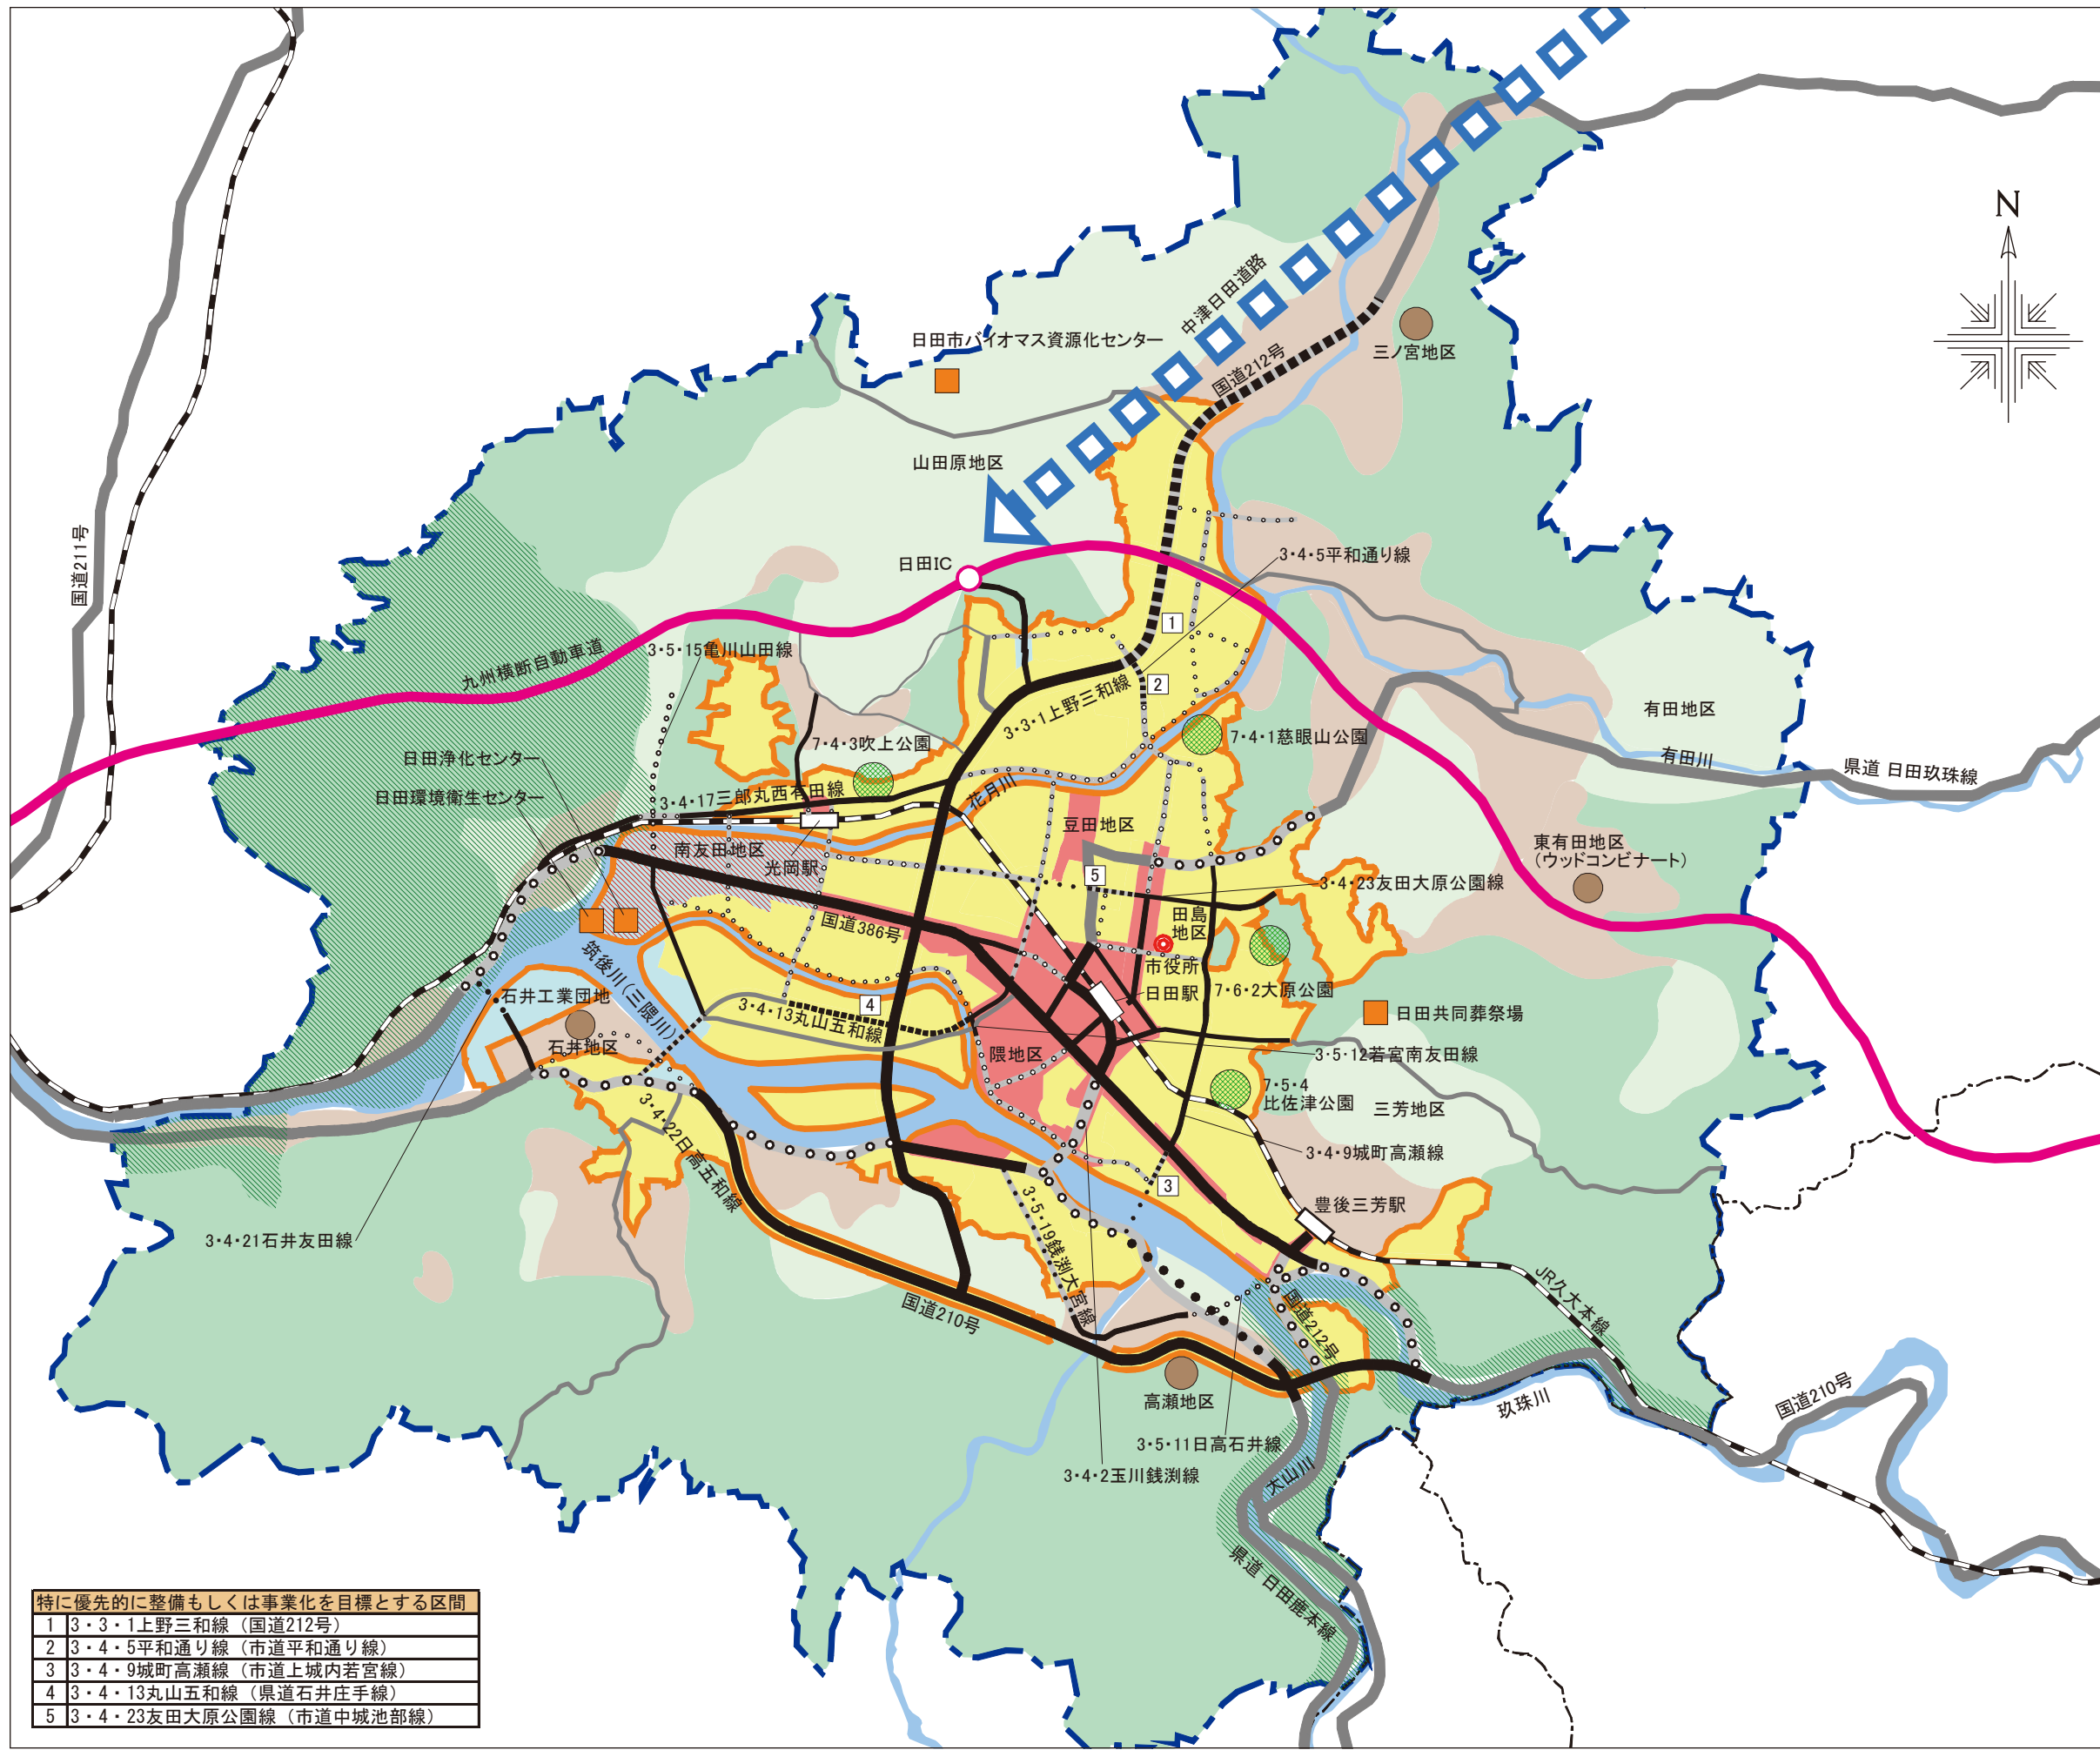 N
中津日田道路
国道212号
三ノ宮地区
日田市バイオマス資源化センター
山田原地区
国道211号
日田IC
3・4・5平和通り線
1
九州横断自動車道
3・5・15亀川山田線
2
3・3・1上野三和線
有田地区
有田川
県道 日田玖珠線
7・4・3吹上公園
7・4・1慈眼山公園
日田浄化センター
日田環境衛生センター
3・4・17三郎丸西有田線
花月川
豆田地区
東有田地区
(ウッドコンビナート)
南友田地区
光岡駅
5
3・4・23友田大原公園線
国道386号
田島
地区
市役所
筑後川(三隈川)
石井工業団地
石井地区
3・4・13丸山五和線
4
日田駅
7・6・2大原公園
日田共同葬祭場
隈地区
3・5・12若宮南友田線
7・5・4
比佐津公園
三芳地区
3・4・22日高五和線
3・4・9城町高瀬線
3
豊後三芳駅
3・4・21石井友田線
3・5・19銭渕大宮線
国道210号
国道212号
JR久大本線
高瀬地区
玖珠川
国道210号
3・5・11日高石井線
3・4・2玉川銭渕線
大山川
県道 日田鹿本線
特に優先的に整備もしくは事業化を目標とする区間
1 3・3・1上野三和線(国道212号)
2 3・4・5平和通り線(市道平和通り線)
3 3・4・9城町高瀬線(市道上城内若宮線)
4 3・4・13丸山五和線(県道石井庄手線)
5 3・4・23友田大原公園線(市道中城池部線)